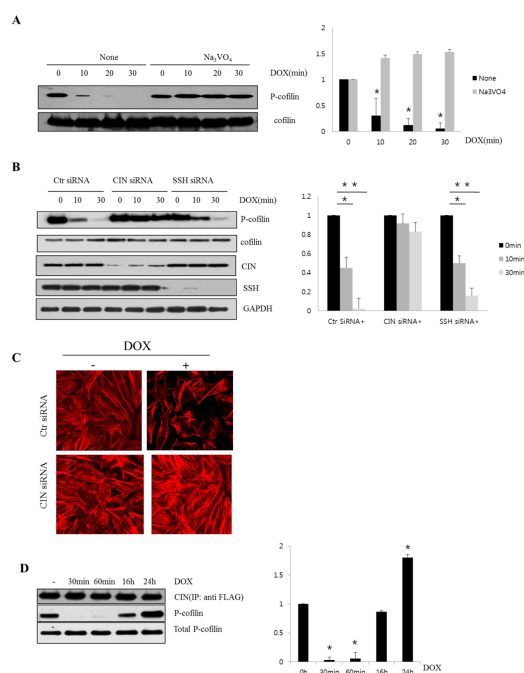 A
None Na₃VO₄
0 10 20 30 0 10 20 30 DOX(min)
P-cofilin
cofilin
2
1.5
1
0.5
0
* * *
None
Na3VO4
0 10 20 30 DOX(min)
B
Ctr siRNA CIN siRNA SSH siRNA
0 10 30 0 10 30 0 10 30 DOX(min)
P-cofilin
cofilin
CIN
SSH
GAPDH
* *
*
* *
*
1.2
1
0.8
0.6
0.4
0.2
0
0min
10min
30min
Ctr SiRNA+ CIN siRNA+ SSH siRNA+
C
DOX
- +
Ctr siRNA
CIN siRNA
D
- 30min 60min 16h 24h DOX
CIN(IP: anti FLAG)
P-cofilin
Total P-cofilin
2
1.5
1
0.5
0
* * *
0h 30min 60min 16h 24h DOX